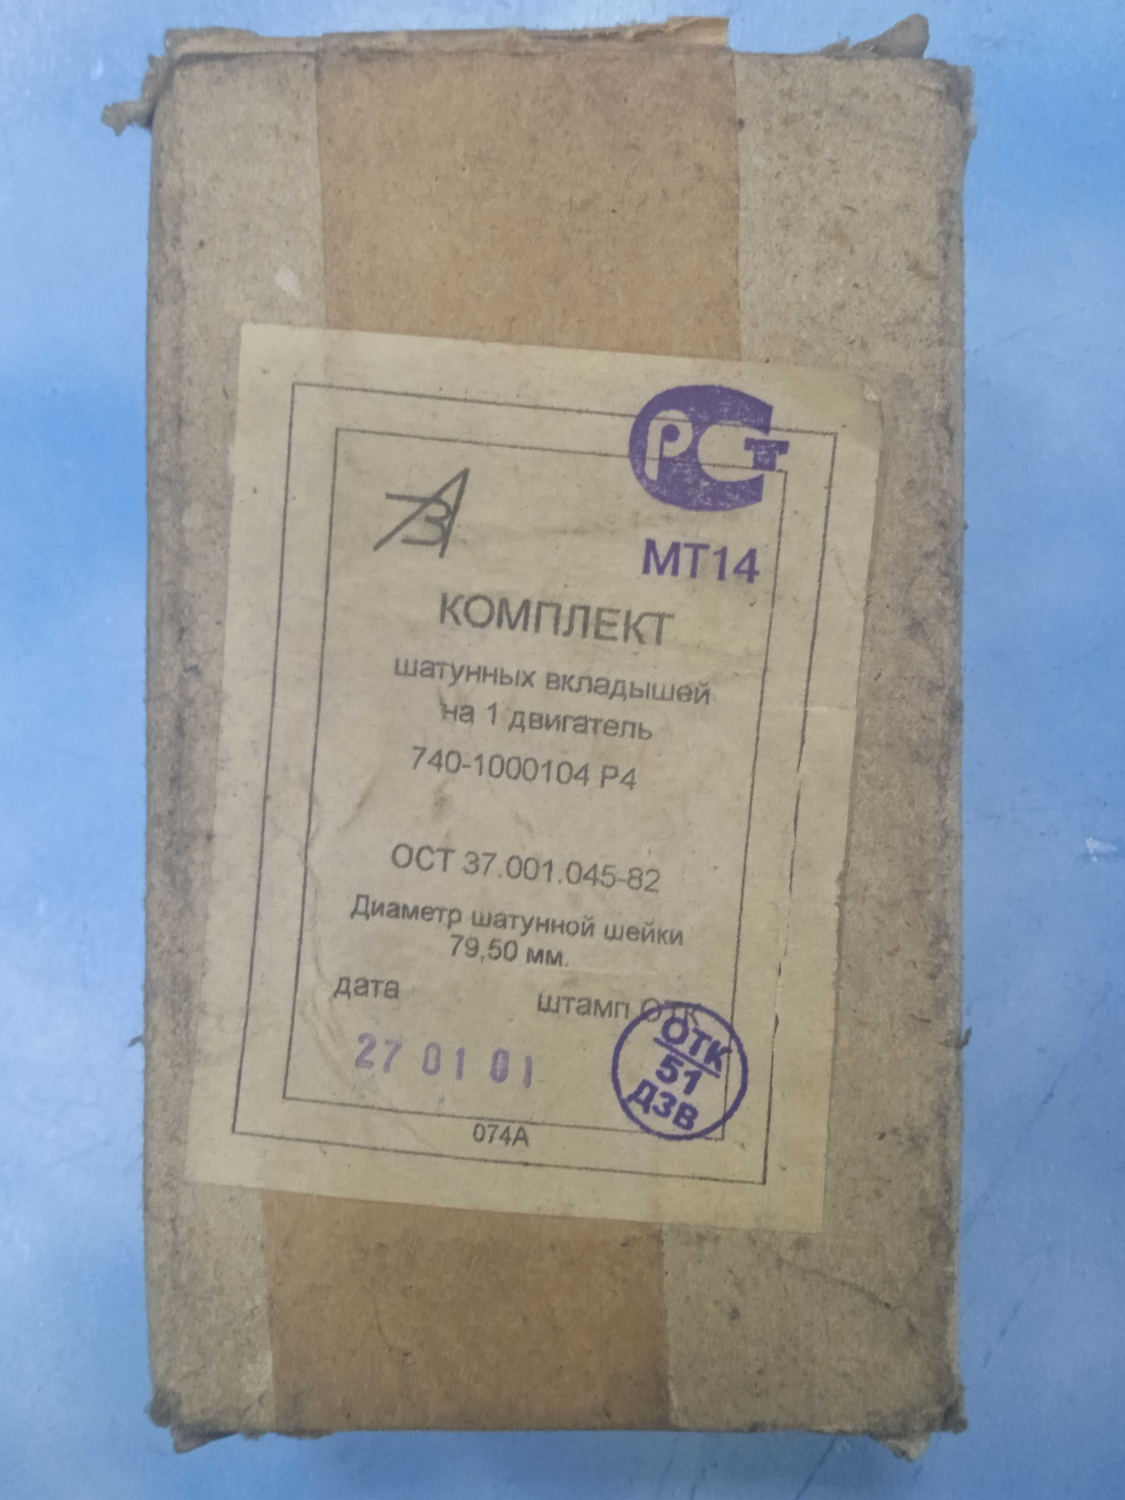 РСТ
МТ14
ДЗВ
КОМПЛЕКТ
шатунных вкладышей
на 1 двигатель
740-1000104 Р4
ОСТ 37.001.045-82
Диаметр шатунной шейки
79,50 мм.
дата штамп ОТК
27 01 01
ОТК
51
ДЗВ
074А